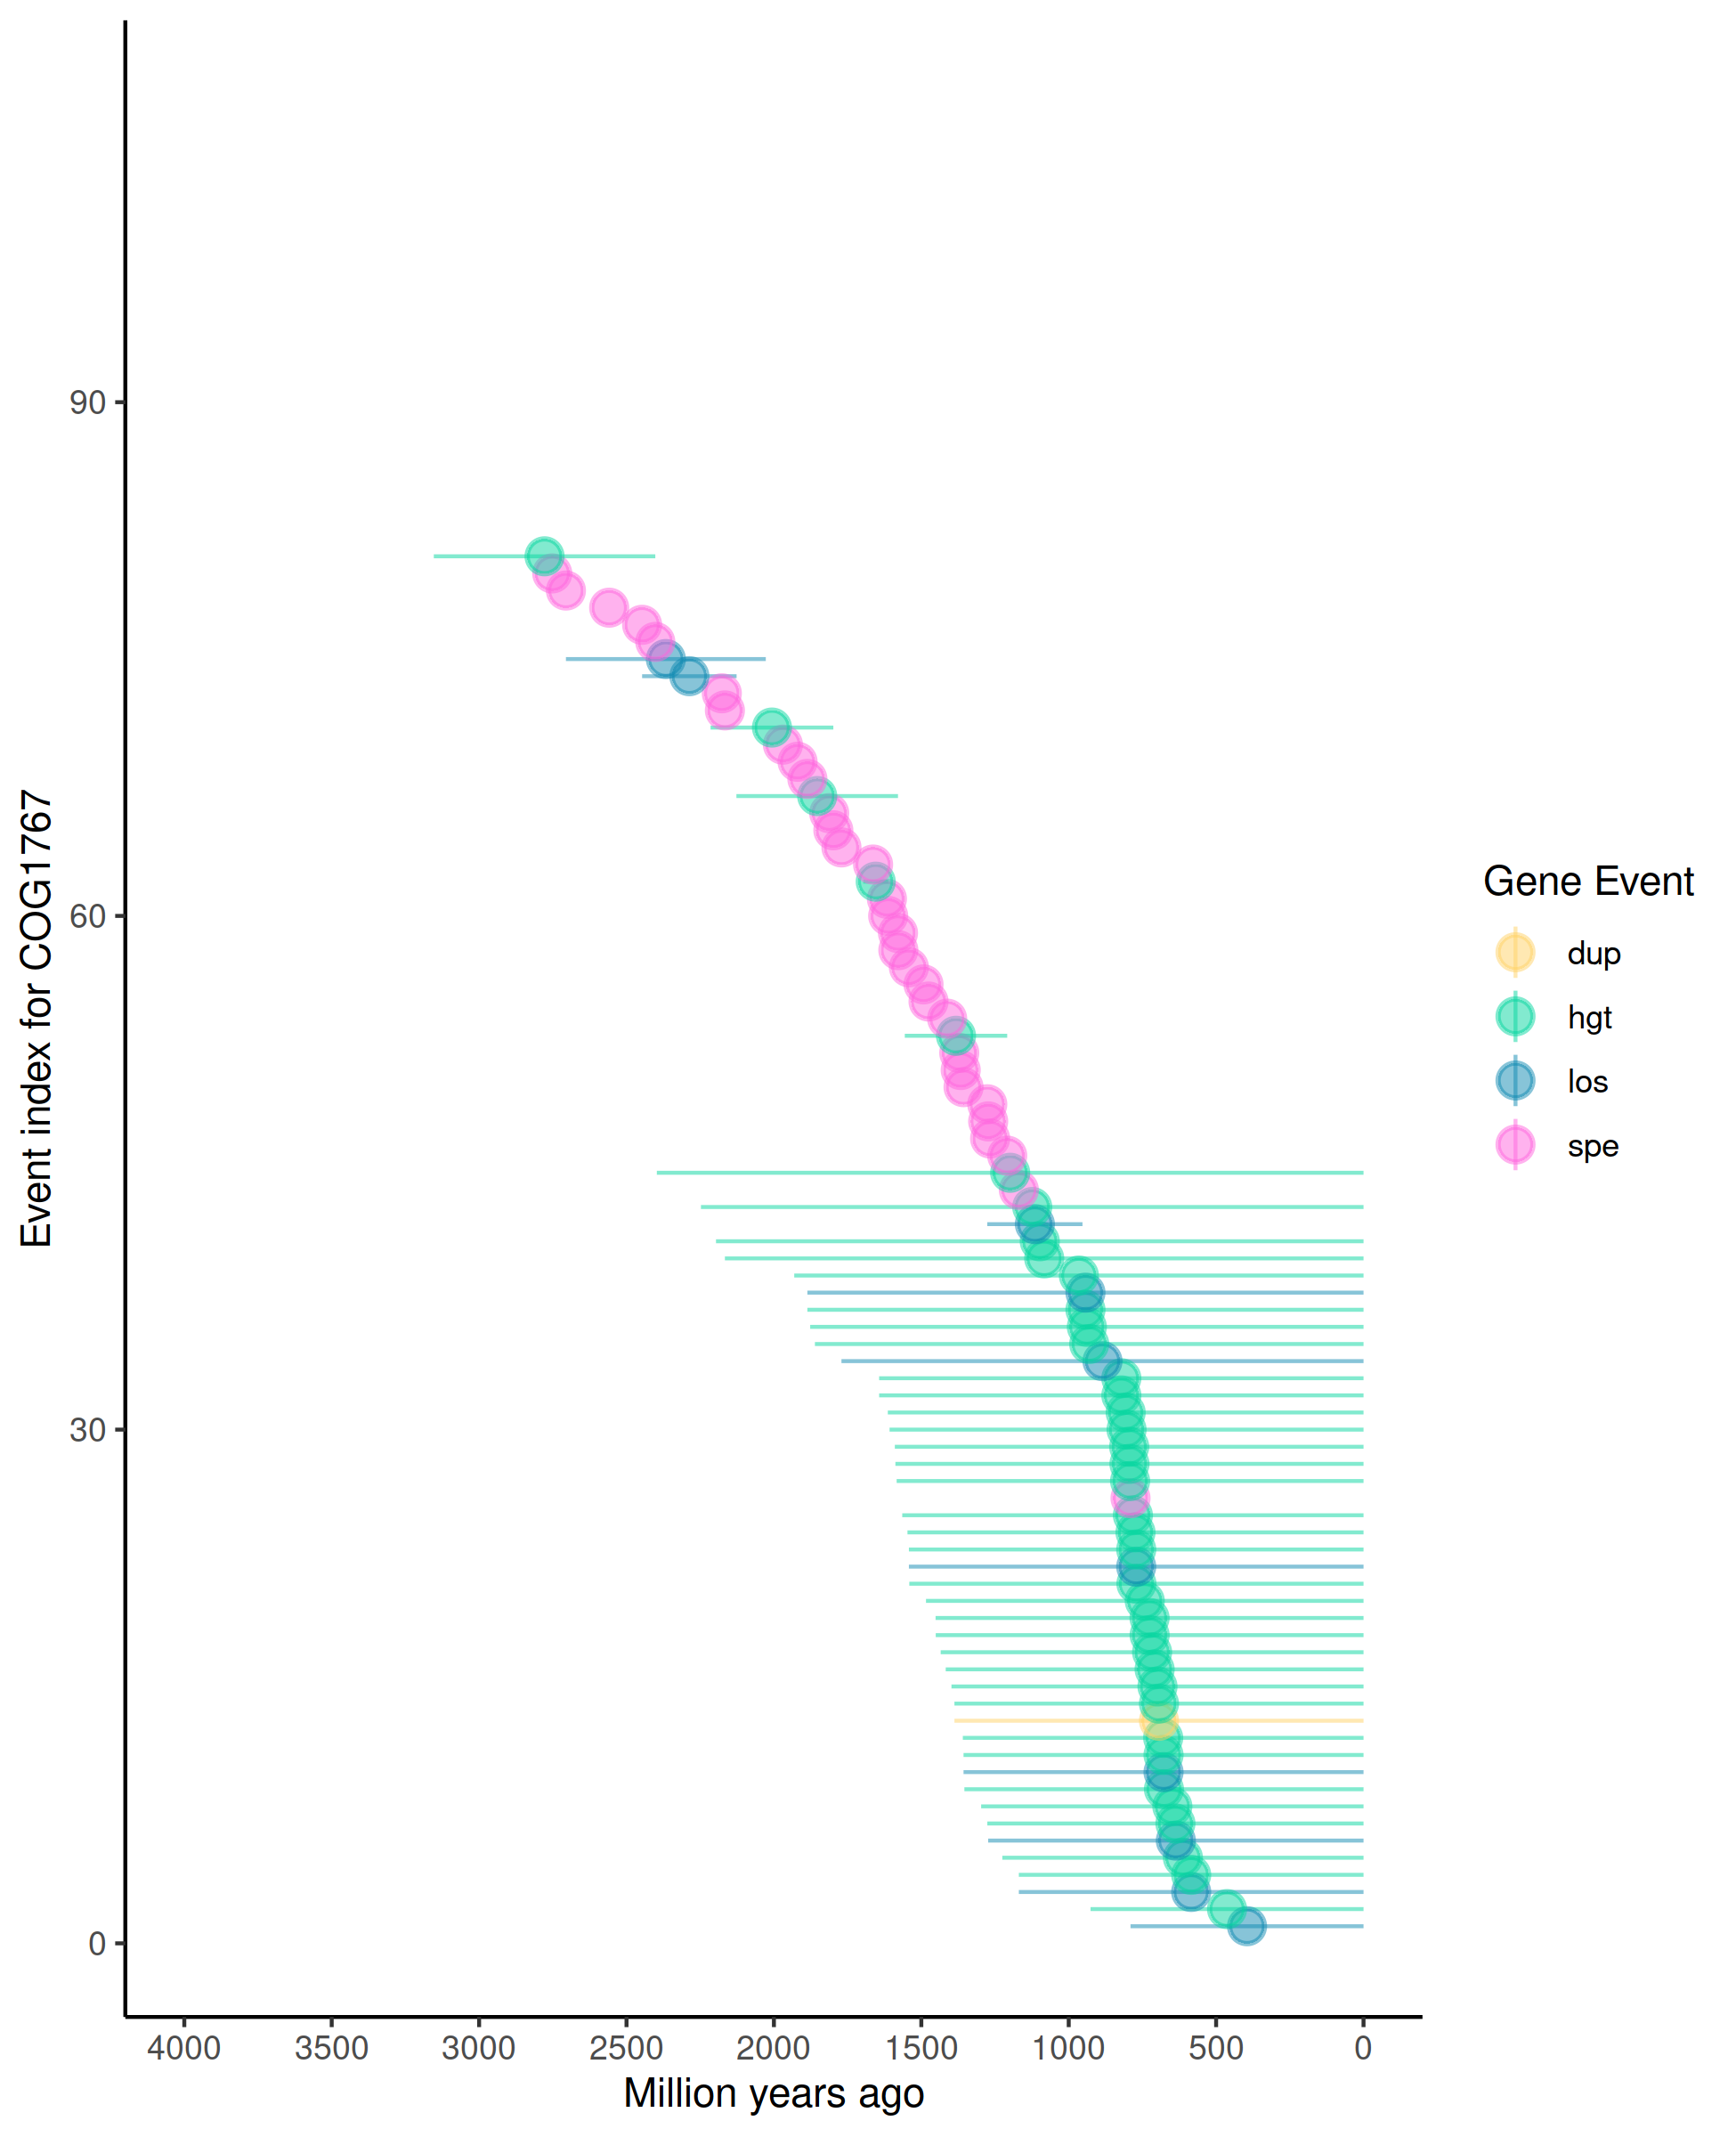 Event index for COG1767
90
60
30
0
4000 3500 3000 2500 2000 1500 1000 500 0
Million years ago
Gene Event
dup
hgt
los
spe